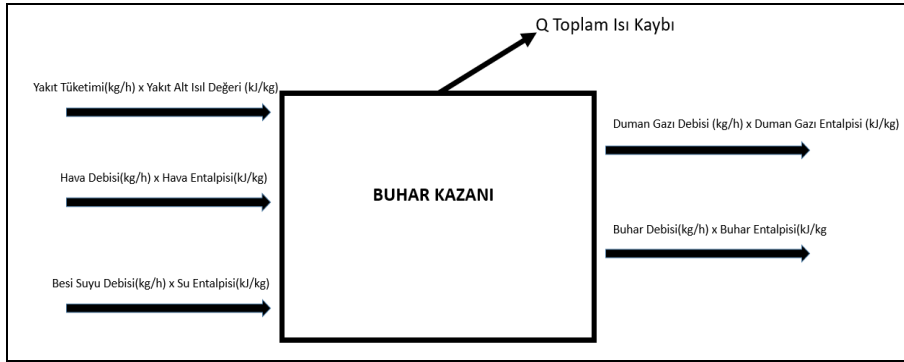 Q Toplam Isı Kaybı
Yakıt Tüketimi(kg/h) x Yakıt Alt Isıl Değeri (kJ/kg)
Duman Gazı Debisi (kg/h) x Duman Gazı Entalpisi (kJ/kg)
Hava Debisi(kg/h) x Hava Entalpisi(kJ/kg)
BUHAR KAZANI
Buhar Debisi(kg/h) x Buhar Entalpisi(kJ/kg
Besi Suyu Debisi(kg/h) x Su Entalpisi(kJ/kg)